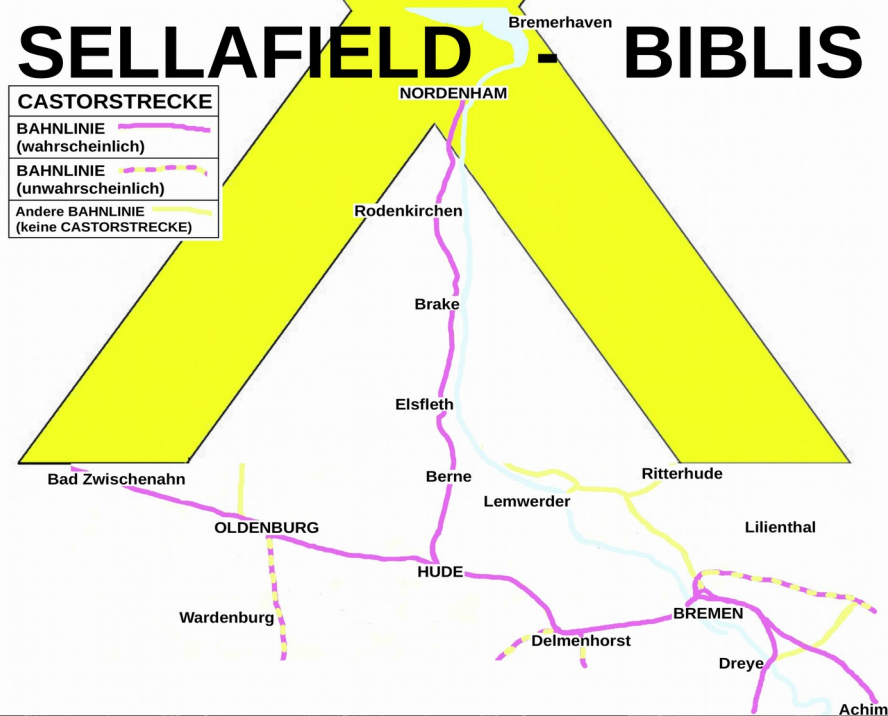 Bremerhaven
SELLAFIELD - BIBLIS
CASTORSTRECKE
BAHNLINIE
(wahrscheinlich)
BAHNLINIE
(unwahrscheinlich)
Andere BAHNLINIE
(keine CASTORSTRECKE)
NORDENHAM
Rodenkirchen
Brake
Elsfleth
Berne
Bad Zwischenahn
Ritterhude
Lemwerder
OLDENBURG
Lilienthal
HUDE
Wardenburg
BREMEN
Delmenhorst
Dreye
Achim